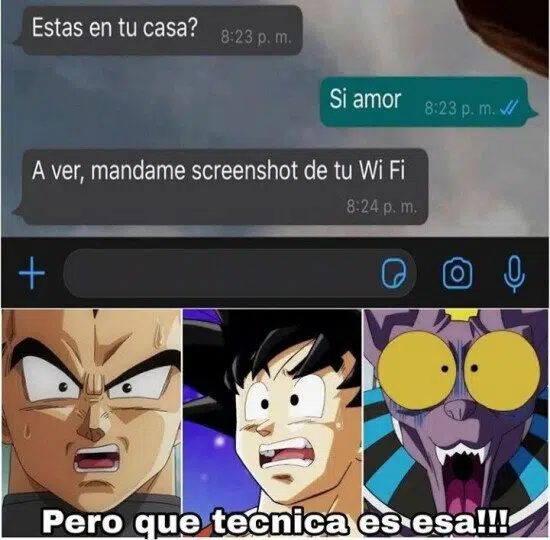 Estas en tu casa?
8:23 p. m.
Si amor
8:23 p. m.
A ver, mandame screenshot de tu Wi Fi
8:24 p. m.
Pero que tecnica es esa!!!